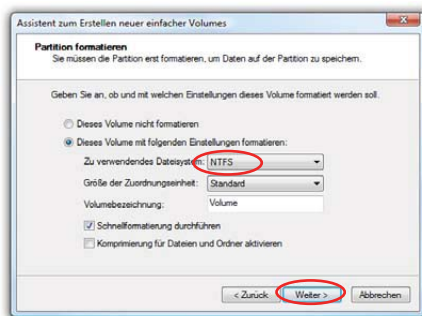 Assistent zum Erstellen neuer einfacher Volumes
Partition formatieren
Sie müssen die Partition erst formatieren, um Daten auf der Partition zu speichern.
Geben Sie an, ob und mit welchen Einstellungen dieses Volume formatiert werden soll.
Dieses Volume nicht formatieren
Dieses Volume mit folgenden Einstellungen formatieren:
Zu verwendendes Dateisystem: NTFS
Größe der Zuordnungseinheit: Standard
Volumebezeichnung: Volume
Schnellformatierung durchführen
Komprimierung für Dateien und Ordner aktivieren
< Zurück Weiter > Abbrechen